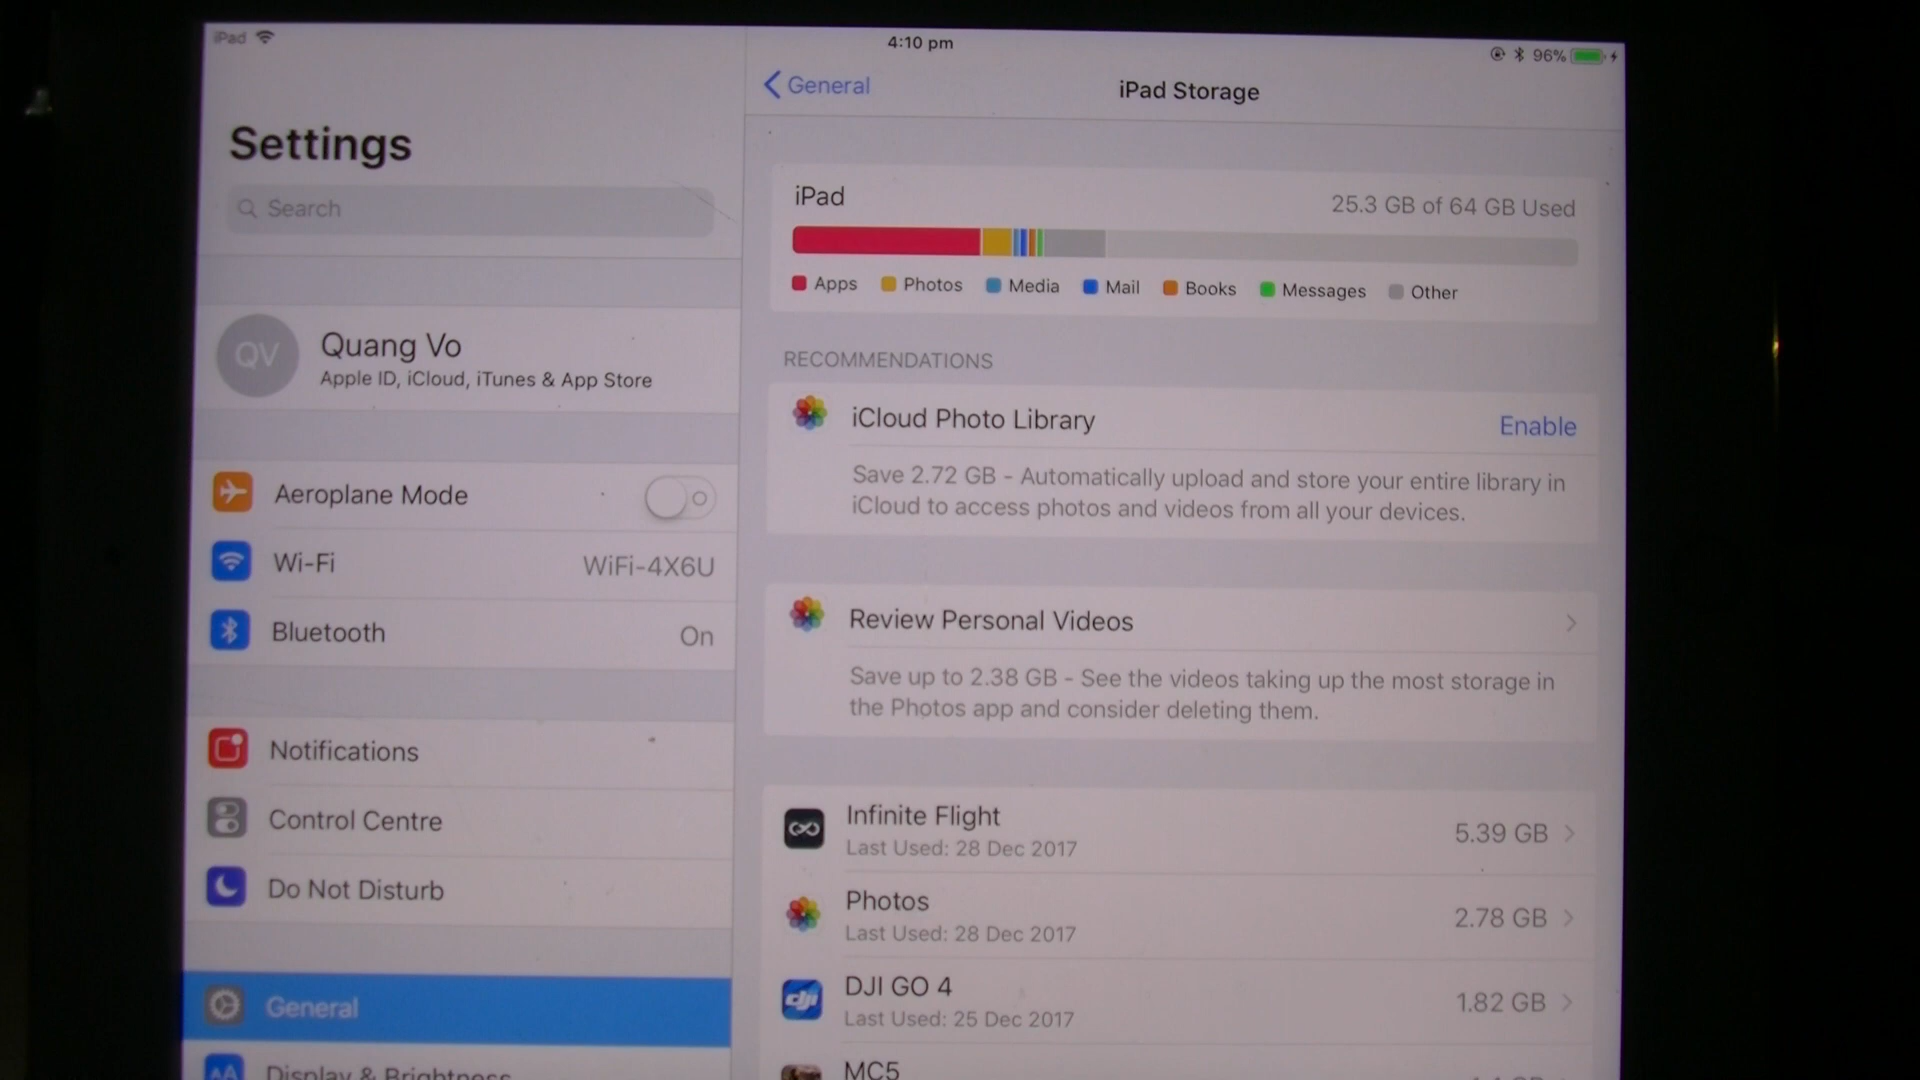 iPad
4:10 pm
96%
Settings
Search
QV
Quang Vo
Apple ID, iCloud, iTunes & App Store
Aeroplane Mode
Wi-Fi
WiFi-4X6U
Bluetooth
On
Notifications
Control Centre
Do Not Disturb
General
AA
Display & Brightness
General
iPad Storage
iPad
25.3 GB of 64 GB Used
Apps Photos Media Mail Books Messages Other
RECOMMENDATIONS
iCloud Photo Library
Enable
Save 2.72 GB - Automatically upload and store your entire library in
iCloud to access photos and videos from all your devices.
Review Personal Videos
Save up to 2.38 GB - See the videos taking up the most storage in
the Photos app and consider deleting them.
Infinite Flight
Last Used: 28 Dec 2017
5.39 GB
Photos
Last Used: 28 Dec 2017
2.78 GB
dji
DJI GO 4
Last Used: 25 Dec 2017
1.82 GB
MC5